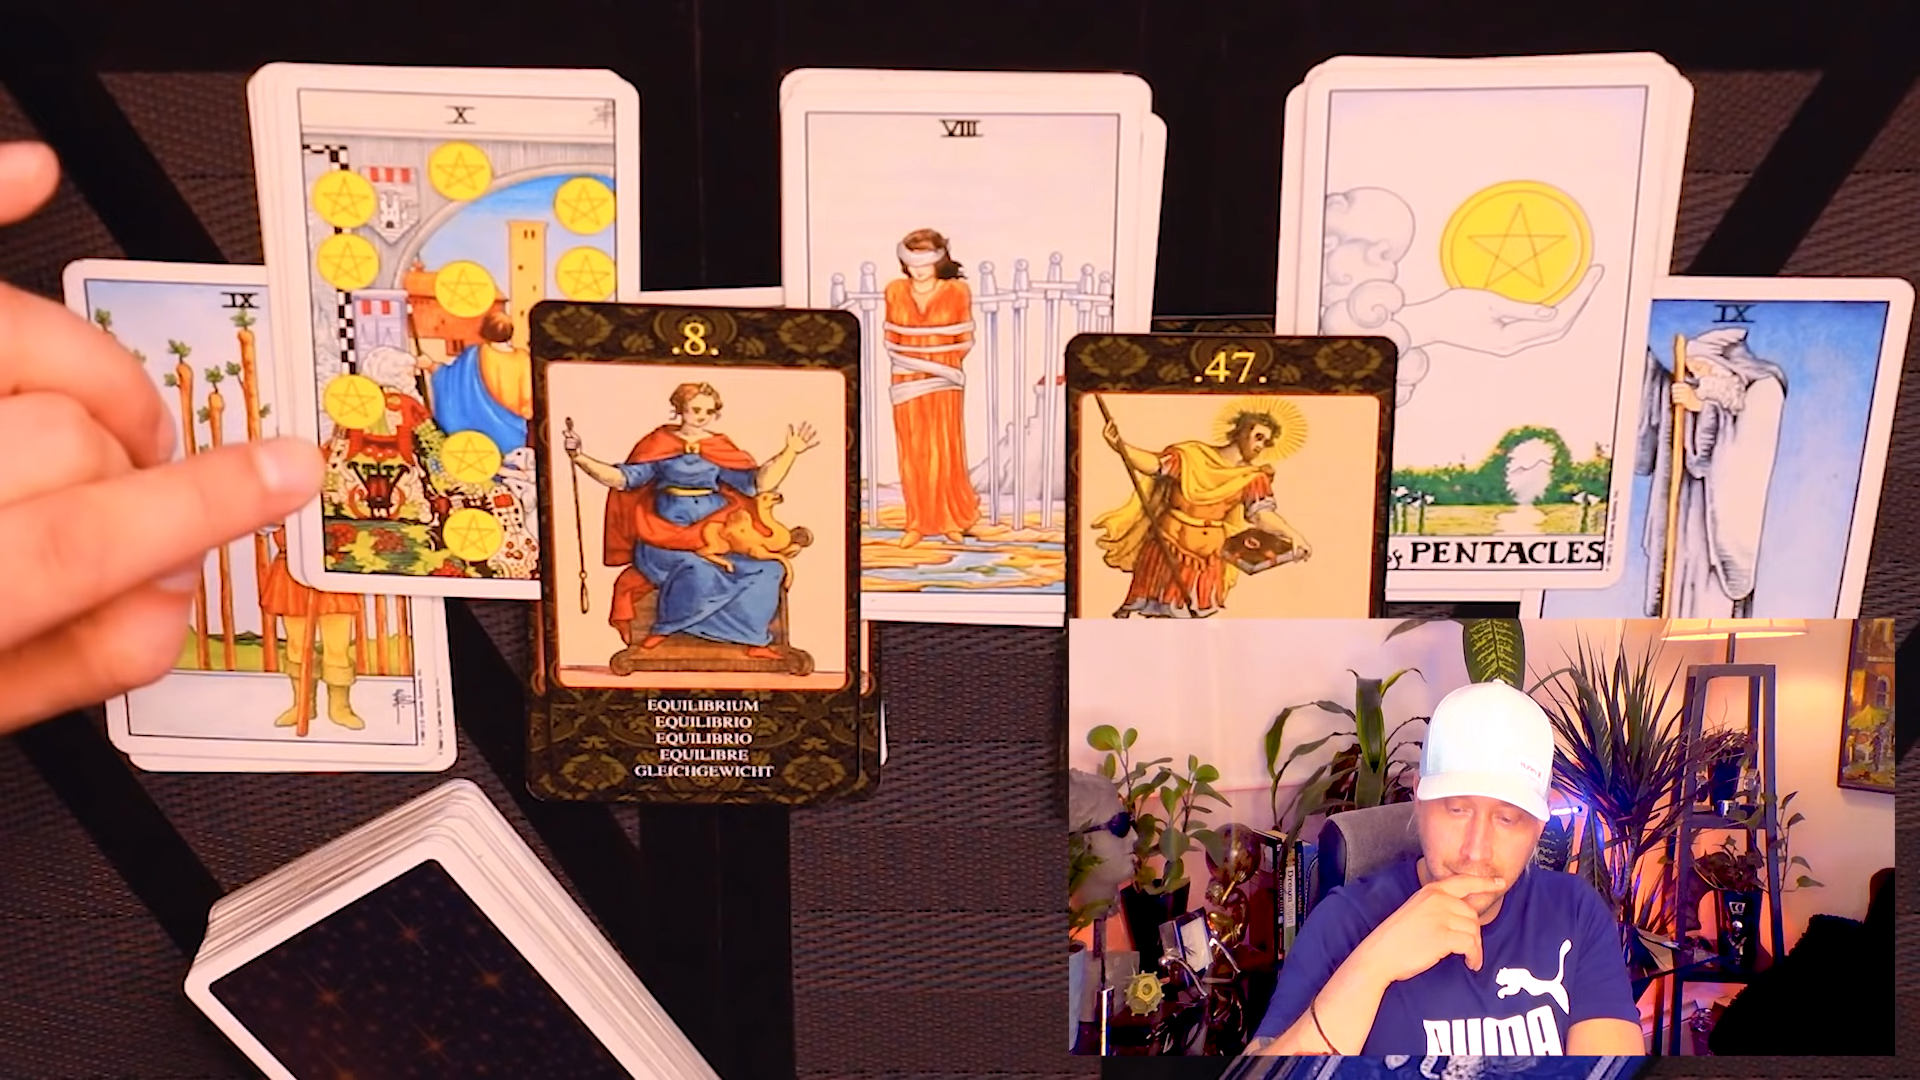 X
VIII
IX
IX
.8.
.47.
PENTACLES
EQUILIBRIUM
EQUILIBRIO
EQUILIBRIO
EQUILIBRE
GLEICHGEWICHT
PUMA